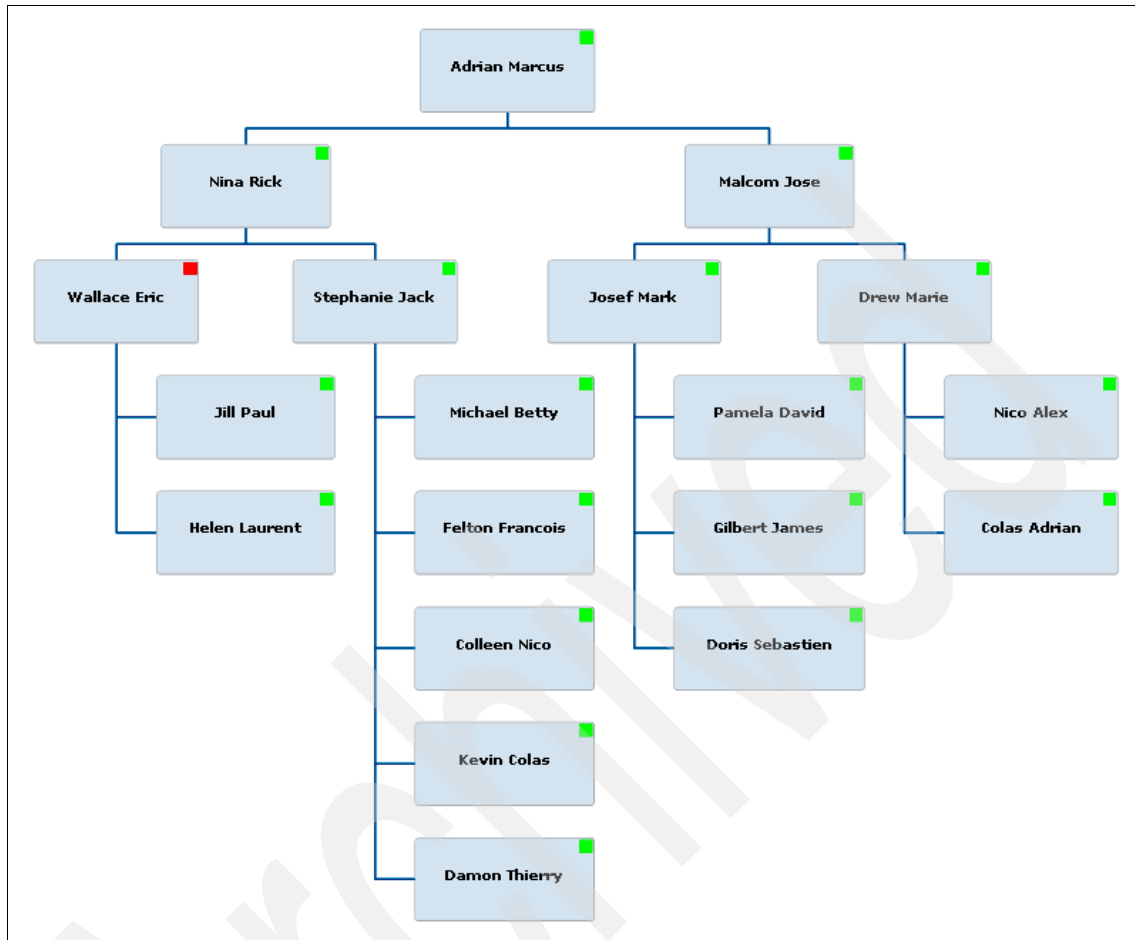 Adrian Marcus
Nina Rick
Malcom Jose
Wallace Eric
Stephanie Jack
Josef Mark
Drew Marie
Jill Paul
Michael Betty
Pamela David
Nico Alex
Helen Laurent
Felton Francois
Gilbert James
Colas Adrian
Colleen Nico
Doris Sebastien
Kevin Colas
Damon Thierry
Archived